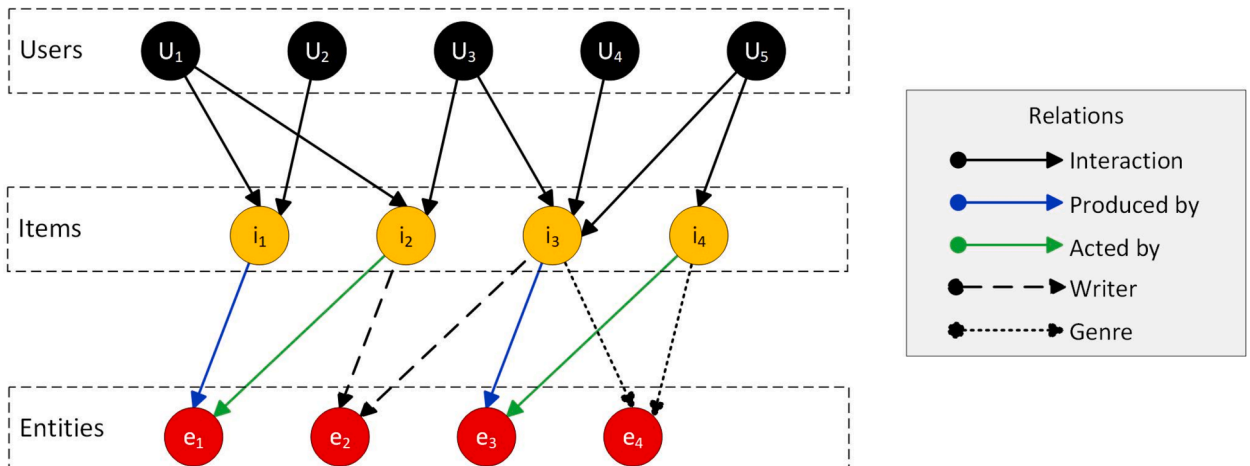 Users
U₁ U₂ U₃ U₄ U₅
Relations
Interaction
Produced by
Acted by
Writer
Genre
Items
i₁ i₂ i₃ i₄
Entities
e₁ e₂ e₃ e₄